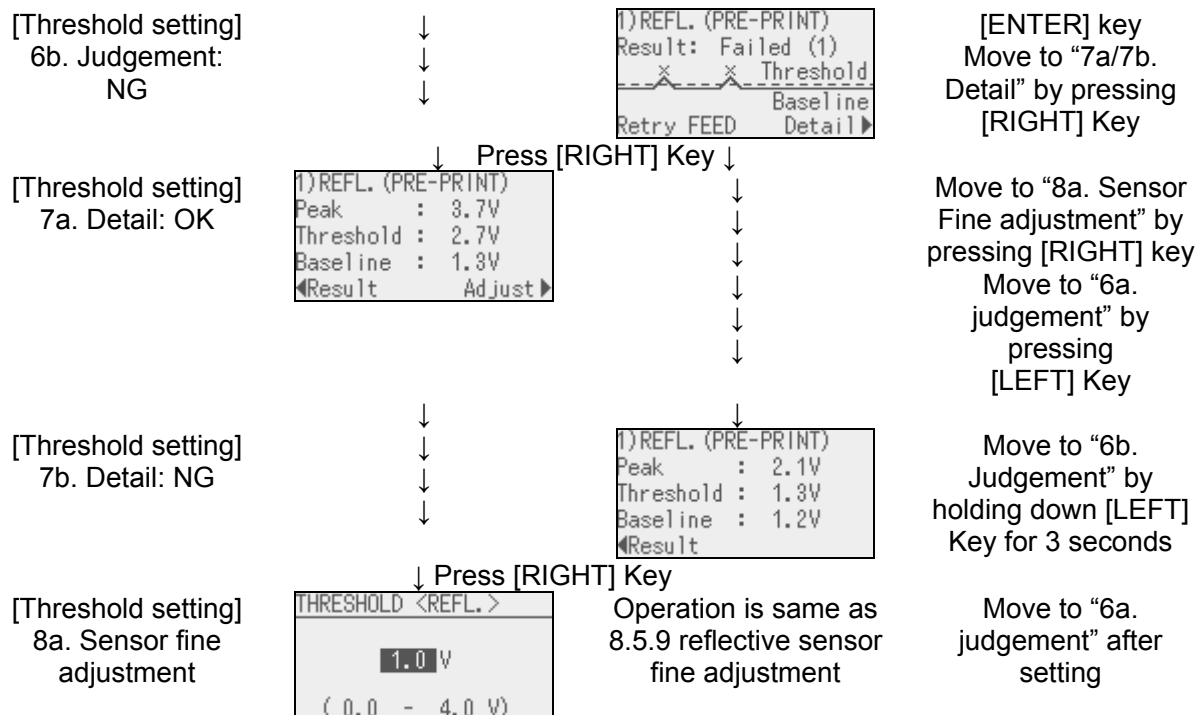 [Threshold setting]
6b. Judgement:
NG
↓
↓
↓
1)REFL.(PRE-PRINT)
Result: Failed (1)
× × Threshold
Baseline
Retry FEED Detail▶
[ENTER] key
Move to “7a/7b.
Detail” by pressing
[RIGHT] Key
↓ Press [RIGHT] Key ↓
[Threshold setting]
7a. Detail: OK
1)REFL.(PRE-PRINT)
Peak : 3.7V
Threshold : 2.7V
Baseline : 1.3V
◀Result Adjust▶
↓
↓
↓
↓
↓
↓
Move to “8a. Sensor
Fine adjustment” by
pressing [RIGHT] key
Move to “6a.
judgement” by
pressing
[LEFT] Key
[Threshold setting]
7b. Detail: NG
↓
↓
↓
↓
↓
1)REFL.(PRE-PRINT)
Peak : 2.1V
Threshold : 1.3V
Baseline : 1.2V
◀Result
Move to “6b.
Judgement” by
holding down [LEFT]
Key for 3 seconds
↓ Press [RIGHT] Key
[Threshold setting]
8a. Sensor fine
adjustment
THRESHOLD <REFL.>
1.0 V
( 0.0 - 4.0 V)
Operation is same as
8.5.9 reflective sensor
fine adjustment
Move to “6a.
judgement” after
setting